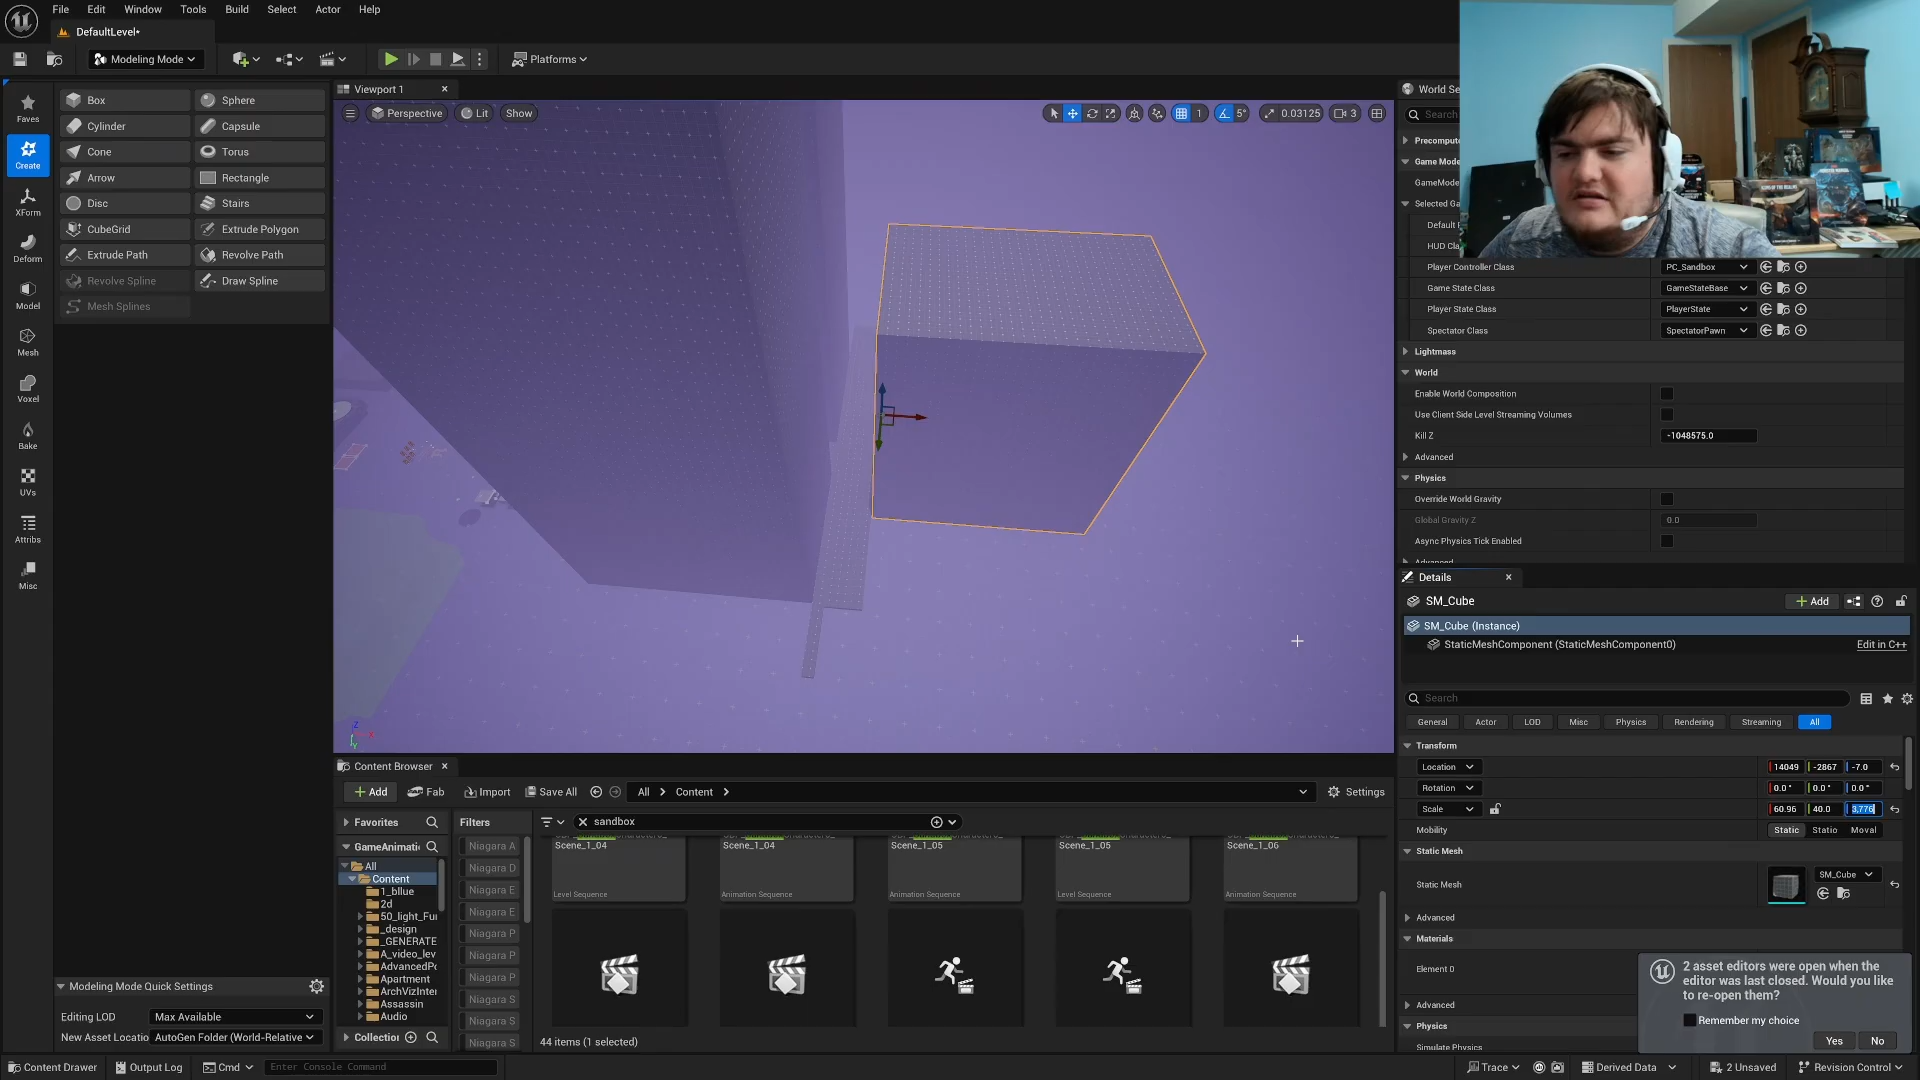 File Edit Window Tools Build Select Actor Help
DefaultLevel*
Modeling Mode Platforms
Faves
Create
XForm
Deform
Model
Mesh
Voxel
Bake
UVs
Attribs
Misc
Box Sphere
Cylinder Capsule
Cone Torus
Arrow Rectangle
Disc Stairs
CubeGrid Extrude Polygon
Extrude Path Revolve Path
Revolve Spline Draw Spline
Mesh Splines
Modeling Mode Quick Settings
Editing LOD Max Available
New Asset Locatio AutoGen Folder (World-Relative
Viewport 1
Perspective Lit Show
1 5° 0.03125 3
Z X Y
Content Browser
Add Fab Import Save All All Content Settings
Favorites Filters sandbox
GameAnimati
All
Content
1_bllue
2d
50_light_Fu
_design
_GENERATE
A_video_lev
AdvancedPo
Apartment
ArchVizInter
Assassin
Audio
Collection
Niagara A
Niagara D
Niagara E
Niagara E
Niagara P
Niagara P
Niagara P
Niagara S
Niagara S
Niagara S
Scene_1_04 Scene_1_04 Scene_1_05 Scene_1_05 Scene_1_06
Level Sequence Animation Sequence Animation Sequence Level Sequence Animation Sequence
44 items (1 selected)
World Se
Search
Precompute
Game Mode
GameMode
Selected Ga
Default
HUD Cla
Player Controller Class PC_Sandbox
Game State Class GameStateBase
Player State Class PlayerState
Spectator Class SpectatorPawn
Lightmass
World
Enable World Composition
Use Client Side Level Streaming Volumes
Kill Z -1048575.0
Advanced
Physics
Override World Gravity
Global Gravity Z 0.0
Async Physics Tick Enabled
Advanced
Details
SM_Cube Add
SM_Cube (Instance)
StaticMeshComponent (StaticMeshComponent0) Edit in C++
Search
General Actor LOD Misc Physics Rendering Streaming All
Transform
Location 14049 -2867 -7.0
Rotation 0.0° 0.0° 0.0°
Scale 60.96 40.0 3,776
Mobility Static Statio Moval
Static Mesh
Static Mesh SM_Cube
Advanced
Materials
Element 0
Advanced
Physics
Simulate Physics
2 asset editors were open when the
editor was last closed. Would you like
to re-open them?
Remember my choice
Yes No
Content Drawer Output Log Cmd Enter Console Command Trace Derived Data 2 Unsaved Revision Control